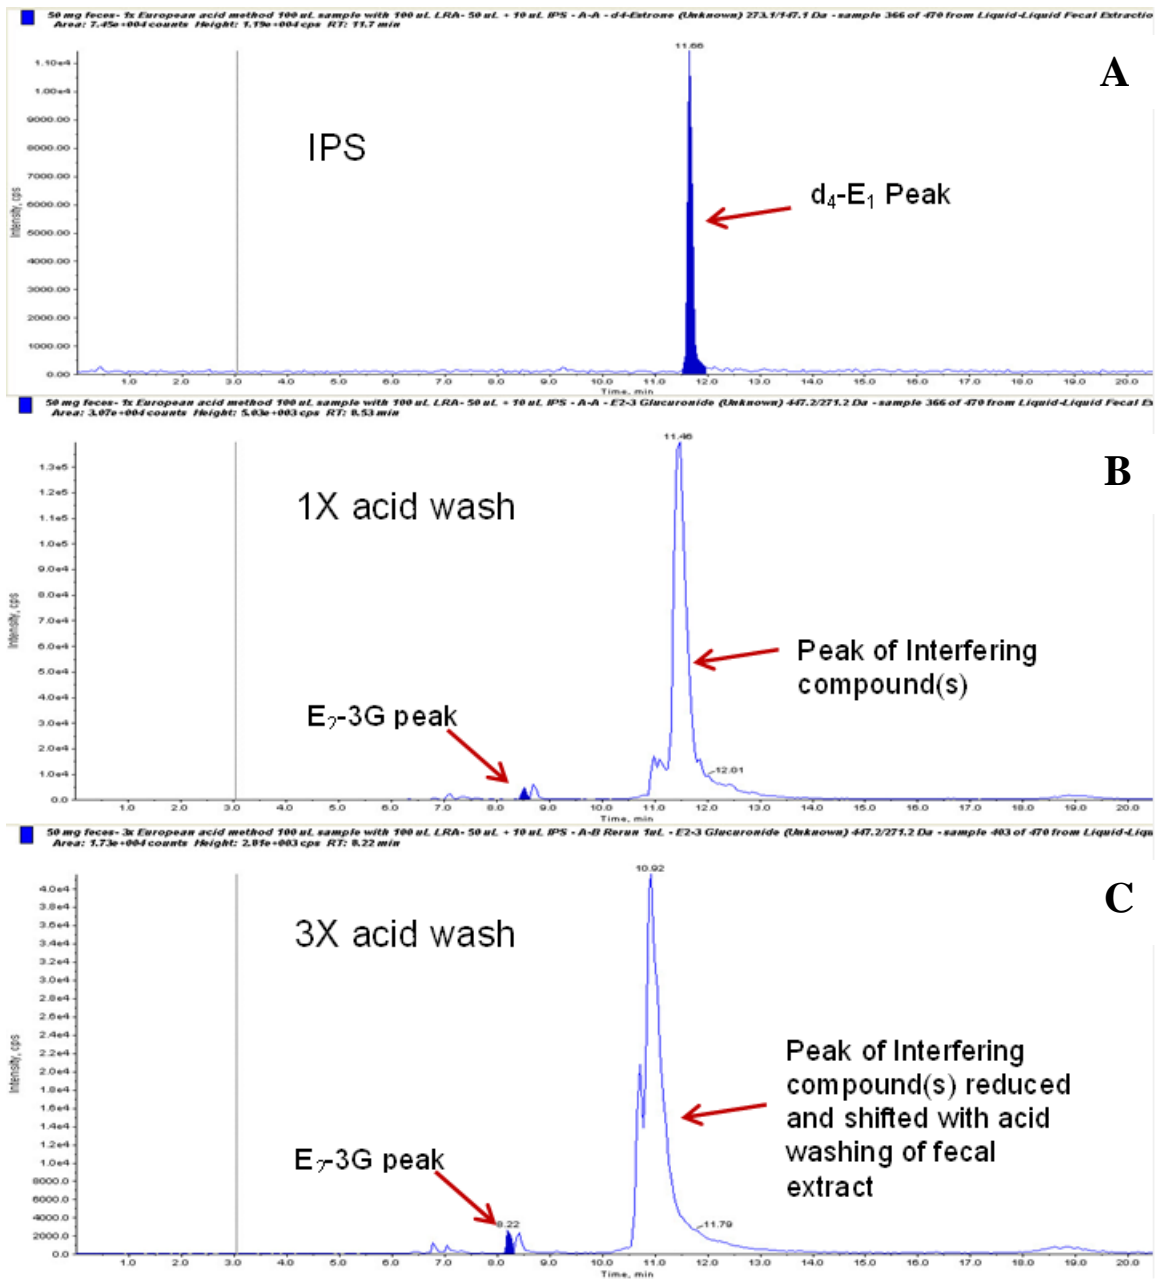 50 mg feces- 1x European acid method 100 uL sample with 100 uL LRA- 50 uL + 10 uL IPS - A-A - d4-Estrone (Unknown) 273.1/147.1 Da - sample 366 of 470 from Liquid-Liquid Fecal Extractio
Area: 7.45e+004 counts Height: 1.19e+004 cps RT: 11.7 min
A
11.66
1.10e4
1.00e4
9000.00
8000.00
7000.00
6000.00
5000.00
4000.00
3000.00
2000.00
1000.00
0.00
Intensity, cps
IPS
d4-E1 Peak
1.0 2.0 3.0 4.0 5.0 6.0 7.0 8.0 9.0 10.0 11.0 12.0 13.0 14.0 15.0 16.0 17.0 18.0 19.0 20.0
Time, min
50 mg feces- 1x European acid method 100 uL sample with 100 uL LRA- 50 uL + 10 uL IPS - A-A - E2-3 Glucuronide (Unknown) 447.2/271.2 Da - sample 366 of 470 from Liquid-Liquid Fecal Ex
Area: 3.07e+004 counts Height: 5.03e+003 cps RT: 8.53 min
B
11.46
1.3e5
1.2e5
1.1e5
1.0e5
9.0e4
8.0e4
7.0e4
6.0e4
5.0e4
4.0e4
3.0e4
2.0e4
1.0e4
0.0
Intensity, cps
1X acid wash
Peak of Interfering
compound(s)
E2-3G peak
12.01
1.0 2.0 3.0 4.0 5.0 6.0 7.0 8.0 9.0 10.0 11.0 12.0 13.0 14.0 15.0 16.0 17.0 18.0 19.0 20.0
Time, min
50 mg feces- 3x European acid method 100 uL sample with 100 uL LRA- 50 uL + 10 uL IPS - A-B Rerun 1uL - E2-3 Glucuronide (Unknown) 447.2/271.2 Da - sample 403 of 470 from Liquid-Liqu
Area: 1.73e+004 counts Height: 2.81e+003 cps RT: 8.22 min
C
10.92
4.0e4
3.8e4
3.6e4
3.4e4
3.2e4
3.0e4
2.8e4
2.6e4
2.4e4
2.2e4
2.0e4
1.8e4
1.6e4
1.4e4
1.2e4
1.0e4
8000.0
6000.0
4000.0
2000.0
0.0
Intensity, cps
3X acid wash
Peak of Interfering
compound(s) reduced
and shifted with acid
washing of fecal
extract
E2-3G peak
8.22
11.79
1.0 2.0 3.0 4.0 5.0 6.0 7.0 8.0 9.0 10.0 11.0 12.0 13.0 14.0 15.0 16.0 17.0 18.0 19.0 20.0
Time, min